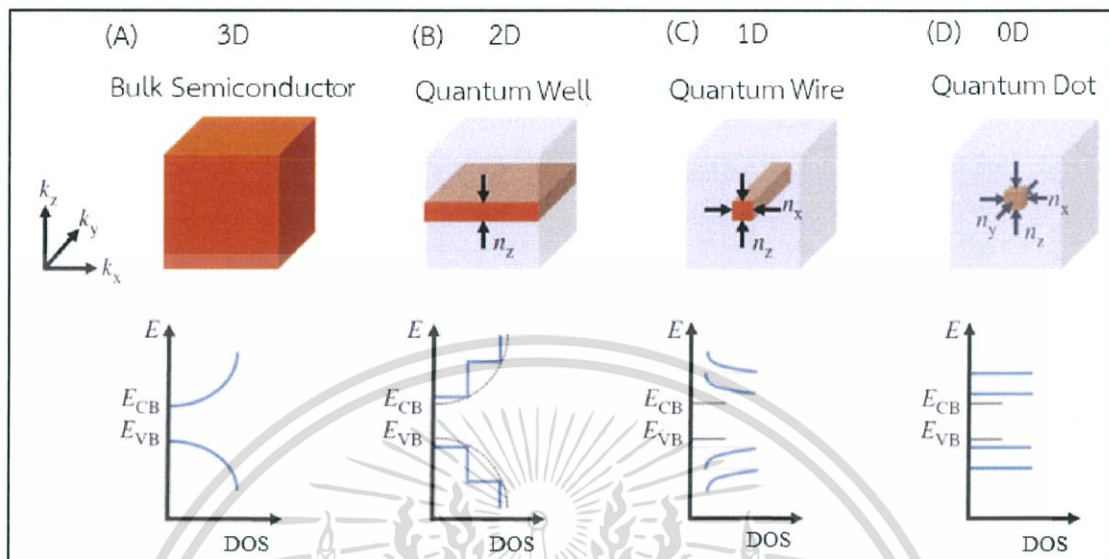 (A) 3D (B) 2D (C) 1D (D) 0D
Bulk Semiconductor Quantum Well Quantum Wire Quantum Dot
k_z
k_y
k_x
n_z
n_x
n_z
n_x
n_y
n_z
E E E E
E_CB E_CB E_CB E_CB
E_VB E_VB E_VB E_VB
DOS DOS DOS DOS